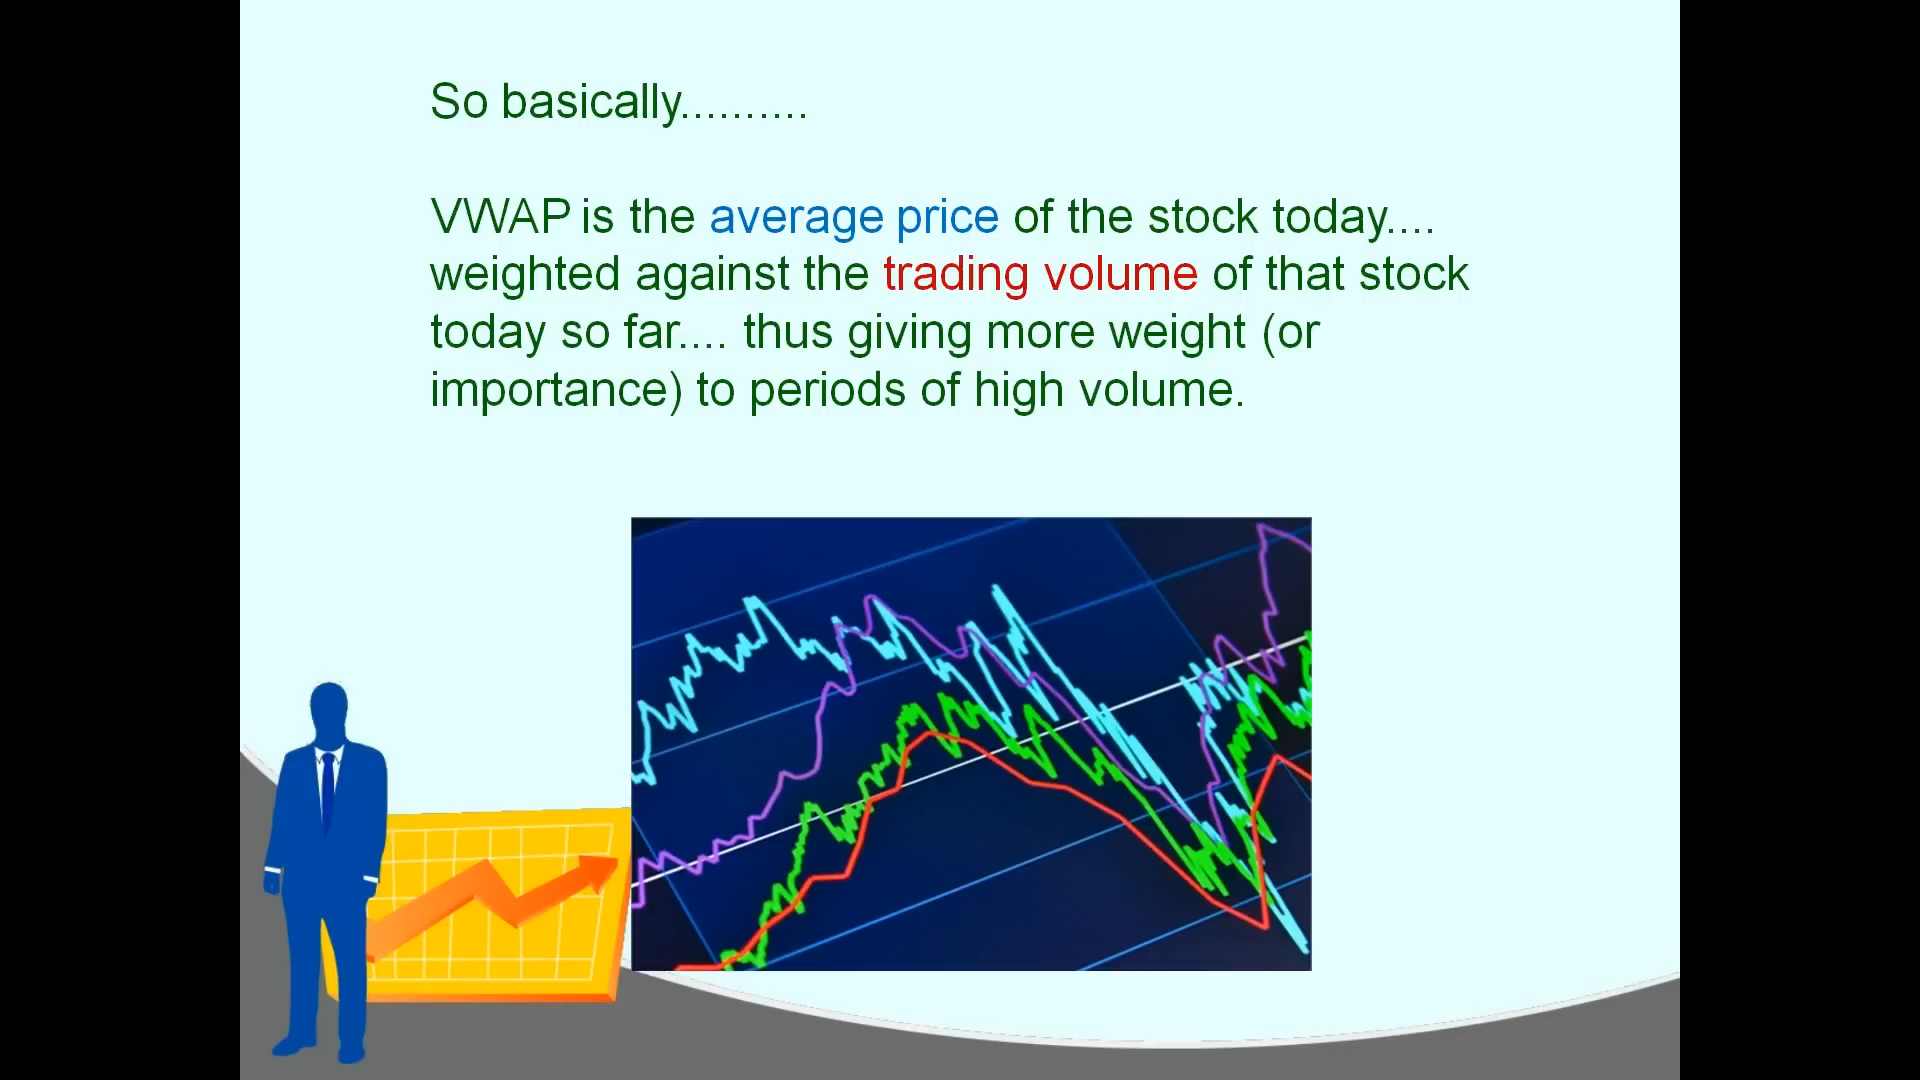 So basically..........
VWAP is the average price of the stock today....
weighted against the trading volume of that stock
today so far.... thus giving more weight (or
importance) to periods of high volume.